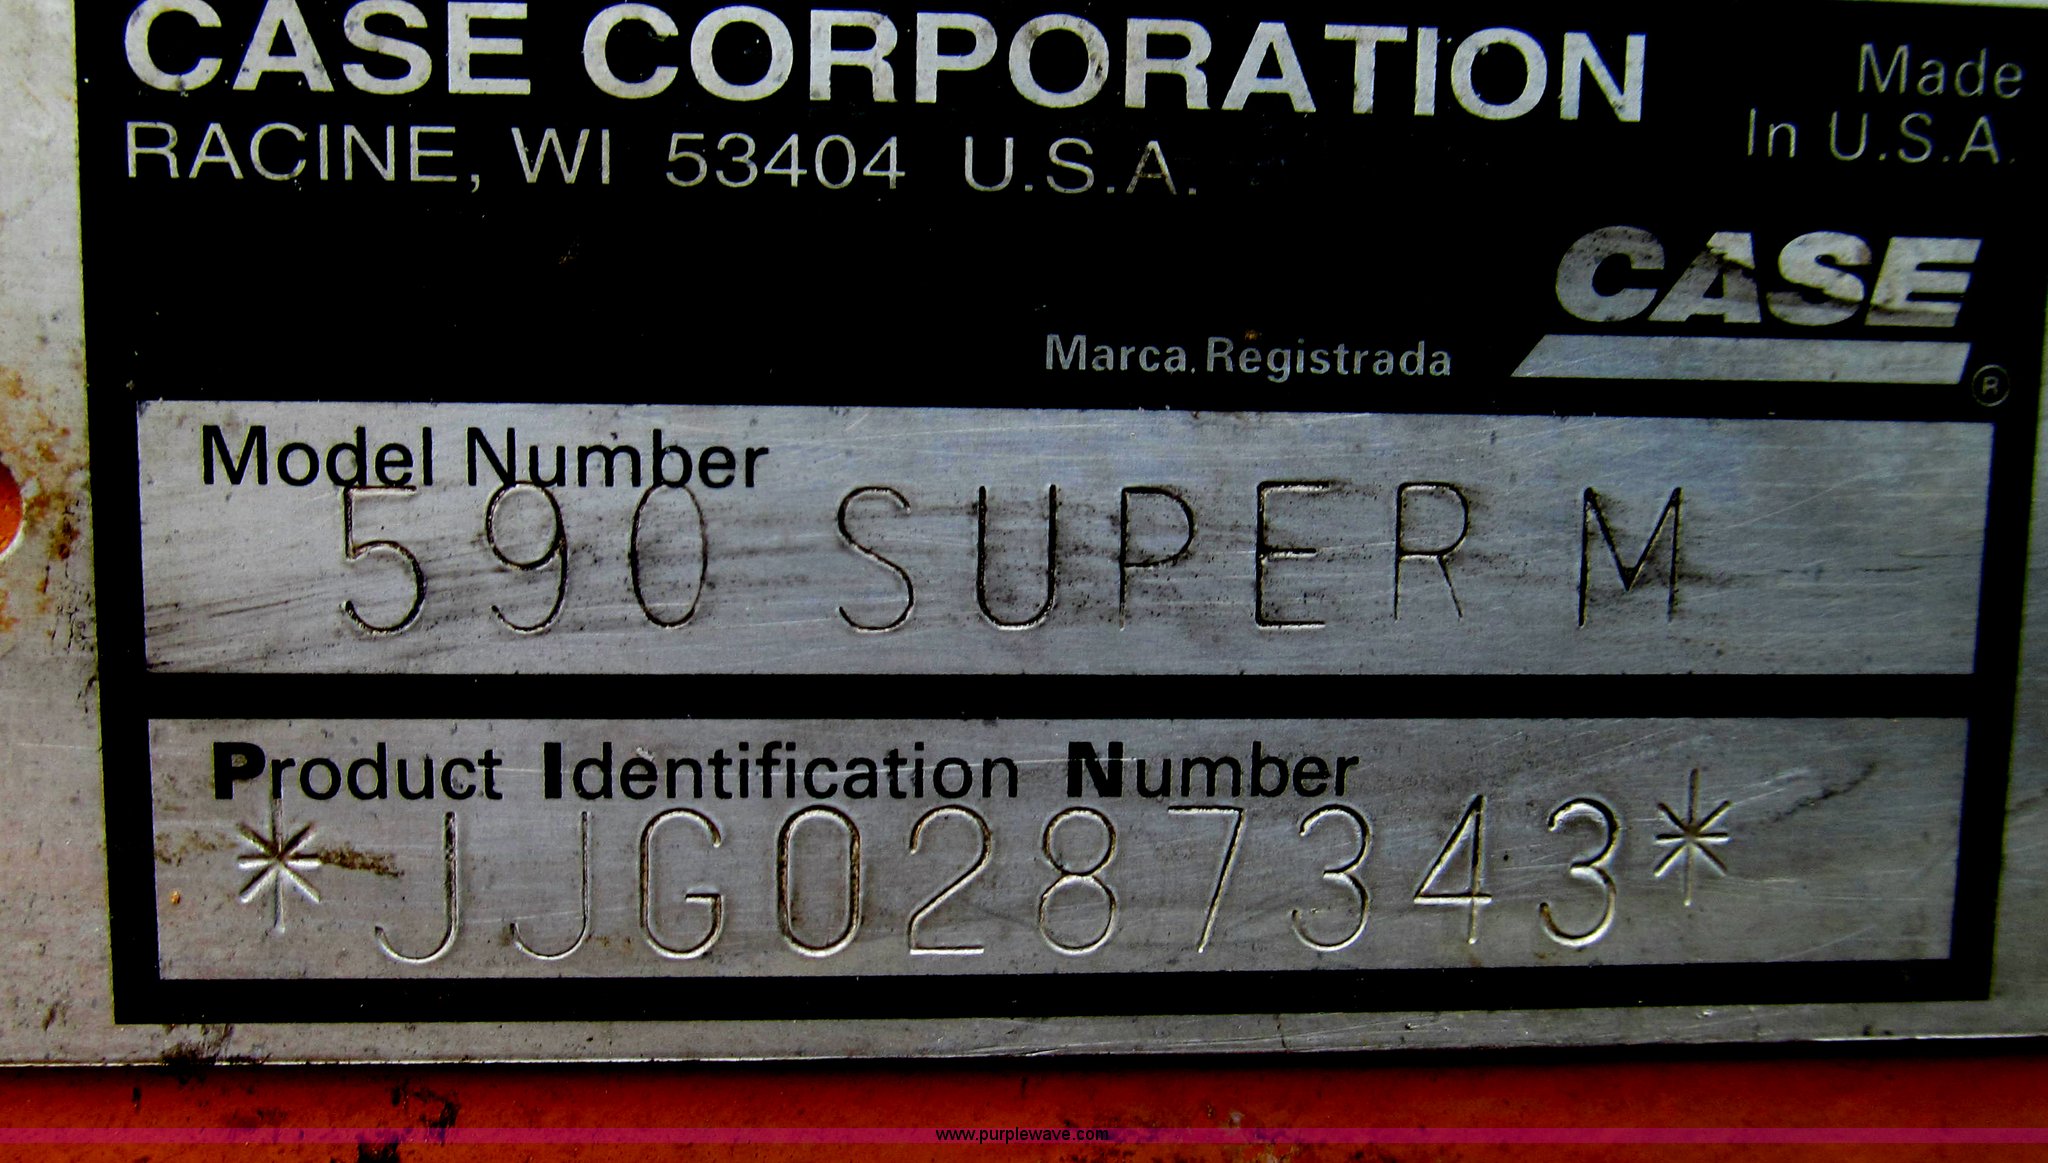 CASE CORPORATION
Made
RACINE, WI 53404 U.S.A.
In U.S.A.
CASE
Marca Registrada
®
Model Number
590 SUPER M
Product Identification Number
*JJG0287343*
www.purplewave.com